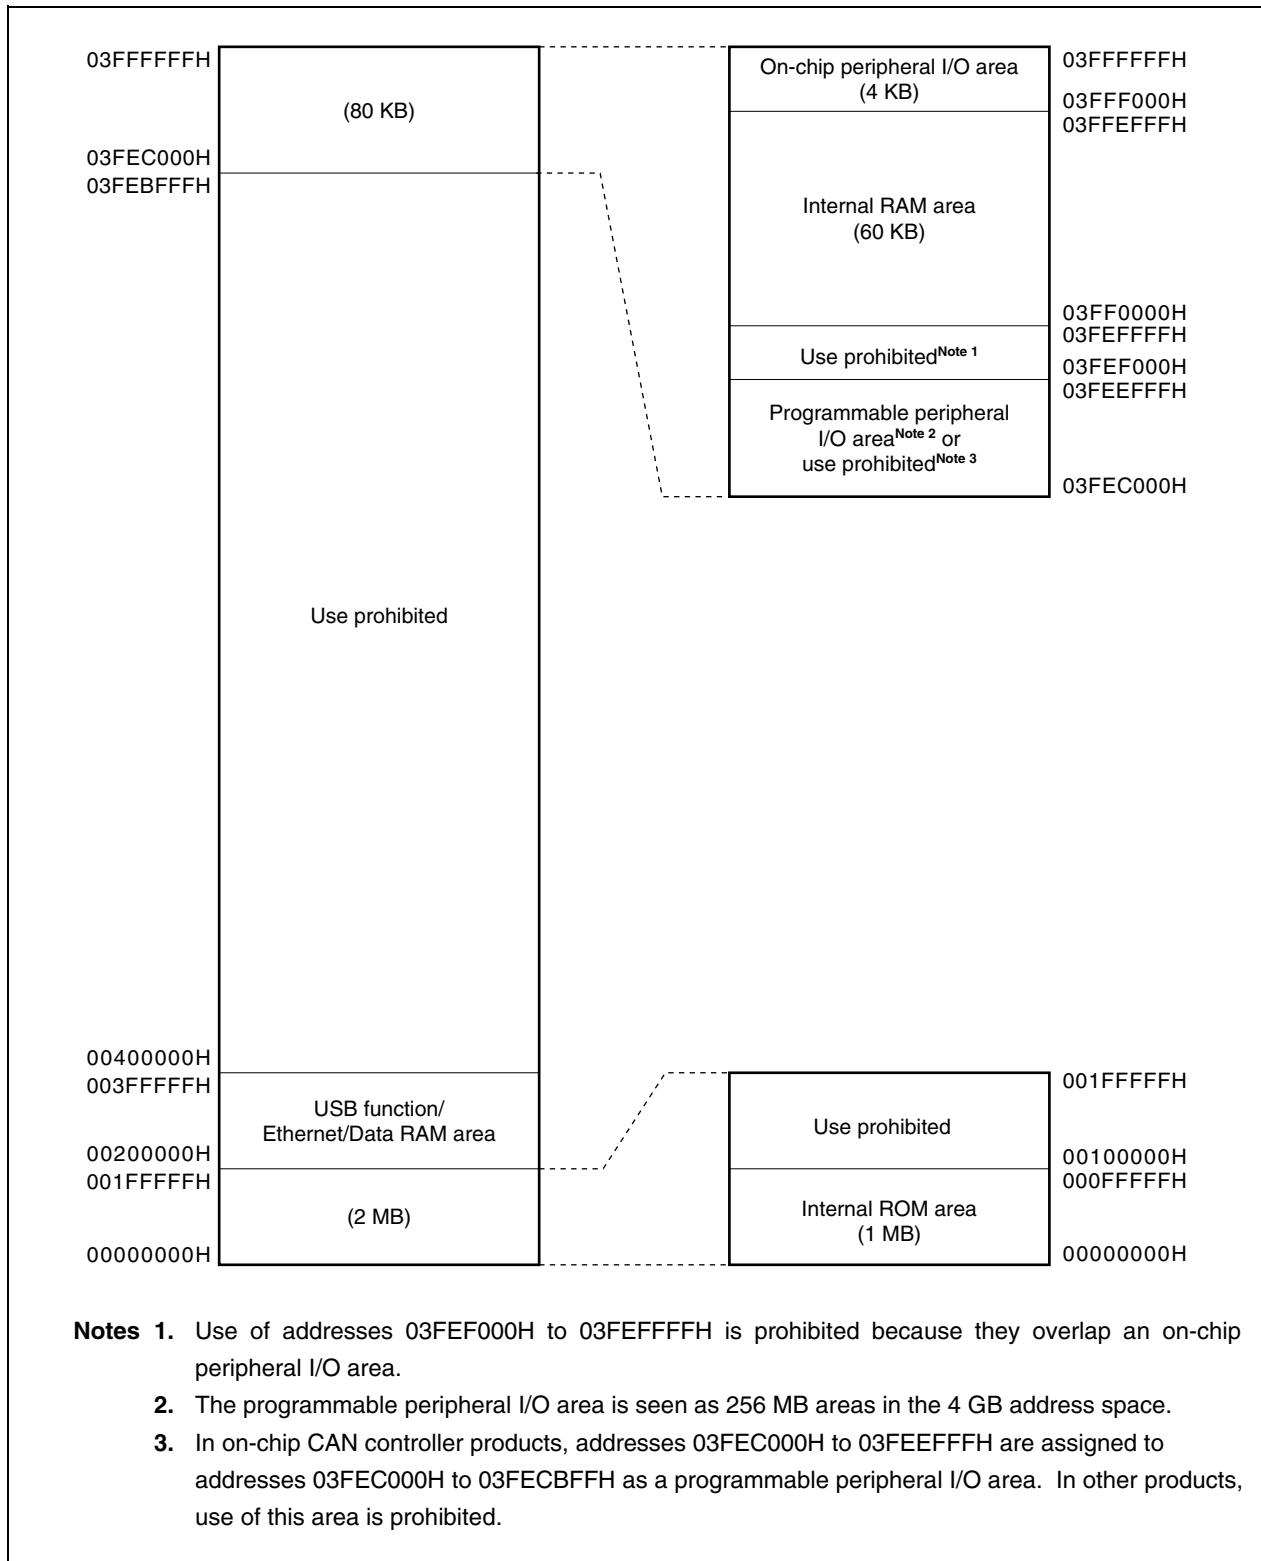 03FFFFFFH
(80 KB)
03FEC000H
03FEBFFFH
Use prohibited
00400000H
003FFFFFH
USB function/
Ethernet/Data RAM area
00200000H
001FFFFFH
(2 MB)
00000000H
On-chip peripheral I/O area
(4 KB)
03FFFFFFH
03FFF000H
03FFEFFFH
Internal RAM area
(60 KB)
03FF0000H
03FEFFFFH
Use prohibitedNote 1
03FEF000H
03FEEFFFH
Programmable peripheral
I/O areaNote 2 or
use prohibitedNote 3
03FEC000H
001FFFFFH
Use prohibited
00100000H
000FFFFFH
Internal ROM area
(1 MB)
00000000H
Notes 1. Use of addresses 03FEF000H to 03FEFFFFH is prohibited because they overlap an on-chip
peripheral I/O area.
2. The programmable peripheral I/O area is seen as 256 MB areas in the 4 GB address space.
3. In on-chip CAN controller products, addresses 03FEC000H to 03FEEFFFH are assigned to
addresses 03FEC000H to 03FECBFFH as a programmable peripheral I/O area. In other products,
use of this area is prohibited.